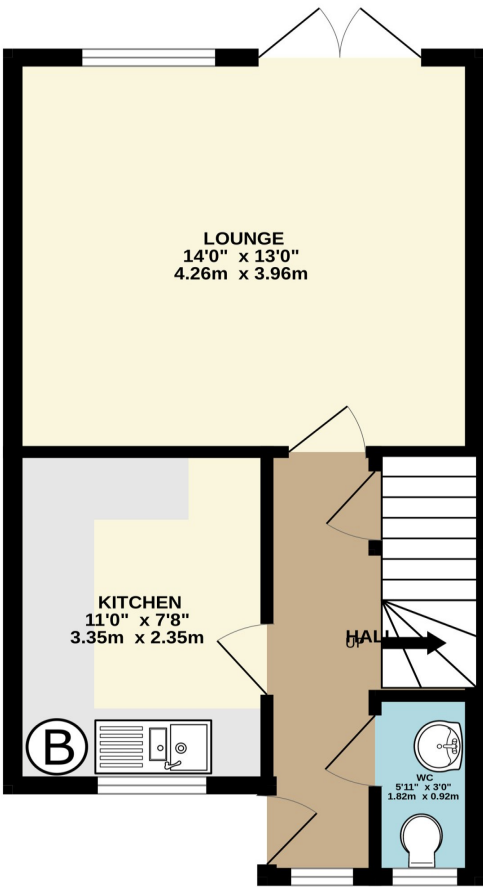 LOUNGE
14'0" x 13'0"
4.26m x 3.96m
KITCHEN
11'0" x 7'8"
3.35m x 2.35m
HALL
UP
B
WC
5'11" x 3'0"
1.82m x 0.92m